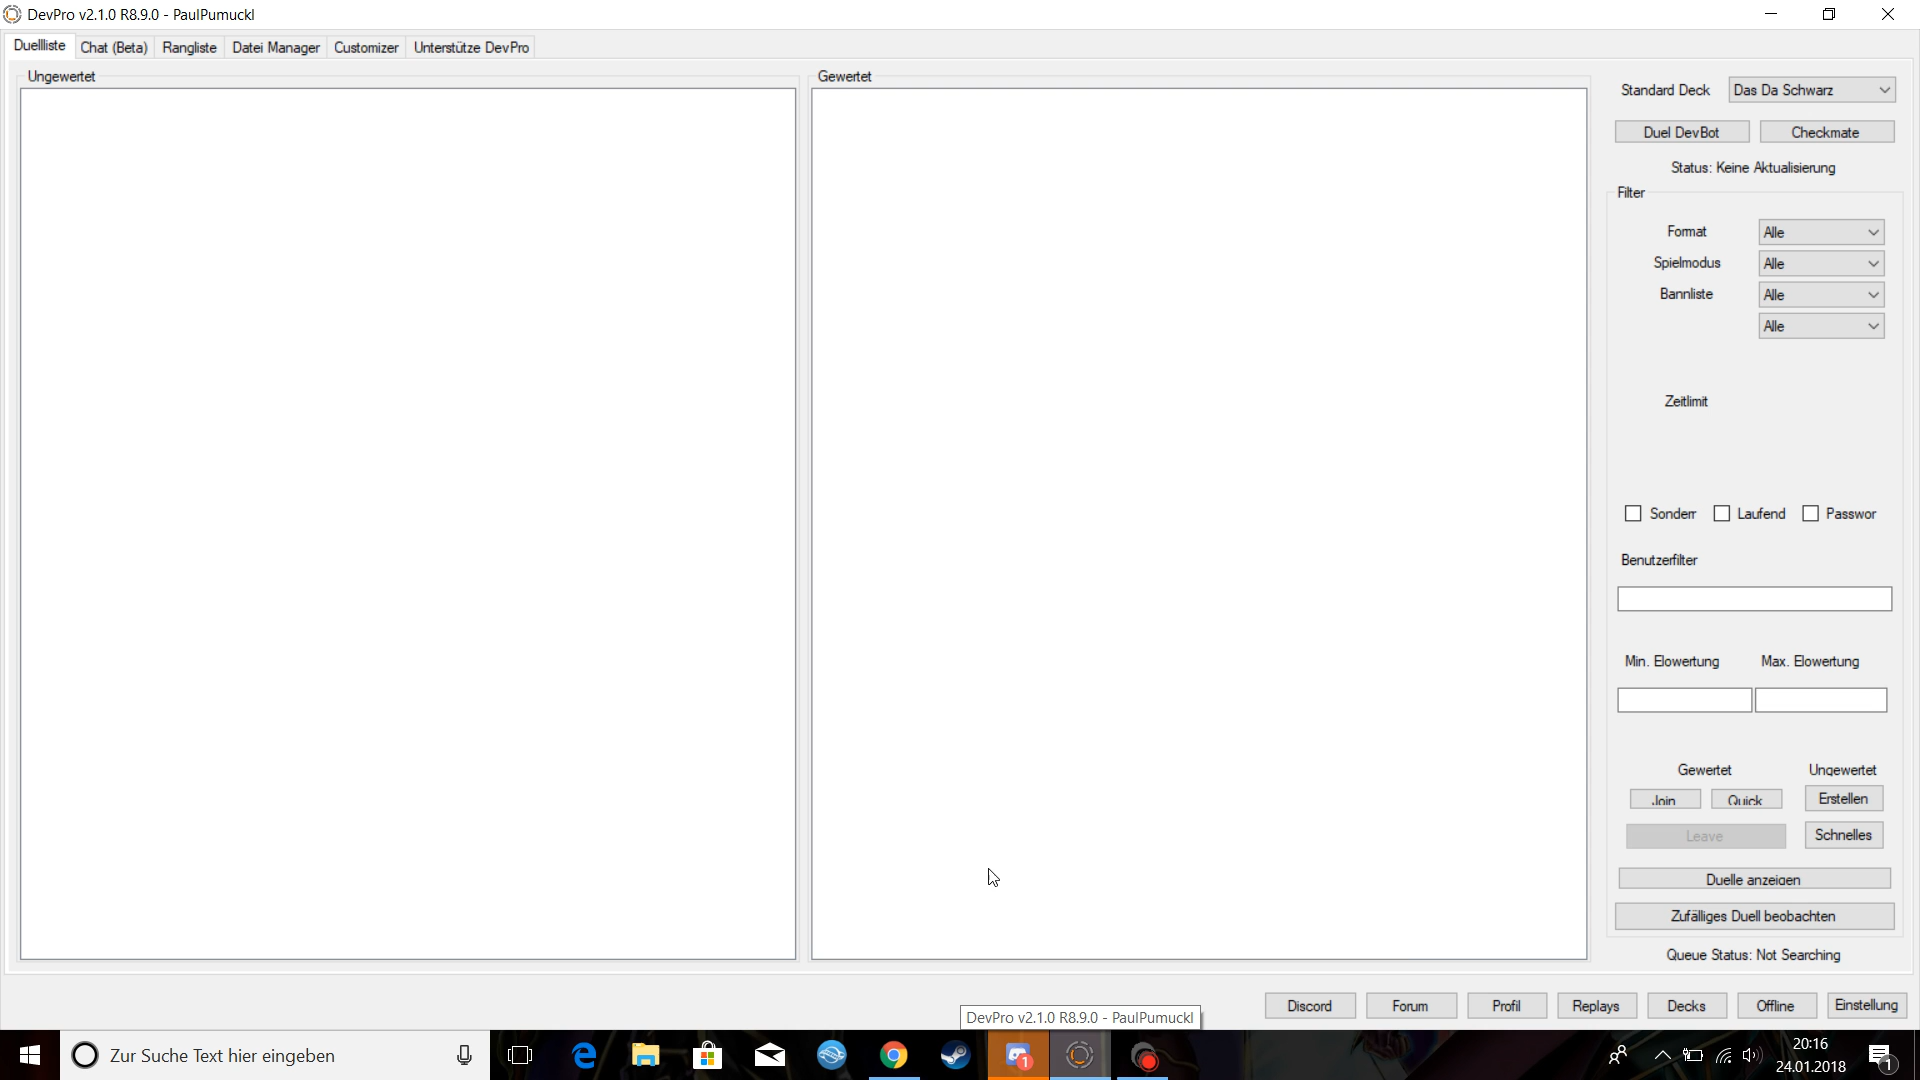 DevPro v2.1.0 R8.9.0 - PaulPumuckl
Duellliste Chat (Beta) Rangliste Datei Manager Customizer Unterstütze DevPro
Ungewertet
Gewertet
Standard Deck Das Da Schwarz
Duel DevBot Checkmate
Status: Keine Aktualisierung
Filter
Format Alle
Spielmodus Alle
Bannliste Alle
Alle
Zeitlimit
Sonderr Laufend Passwor
Benutzerfilter
Min. Elowertung Max. Elowertung
Gewertet Ungewertet
Join Quick Erstellen
Leave Schnelles
Duelle anzeigen
Zufälliges Duell beobachten
Queue Status: Not Searching
Discord Forum Profil Replays Decks Offline Einstellung
DevPro v2.1.0 R8.9.0 - PaulPumuckl
Zur Suche Text hier eingeben
1
20:16
24.01.2018
1